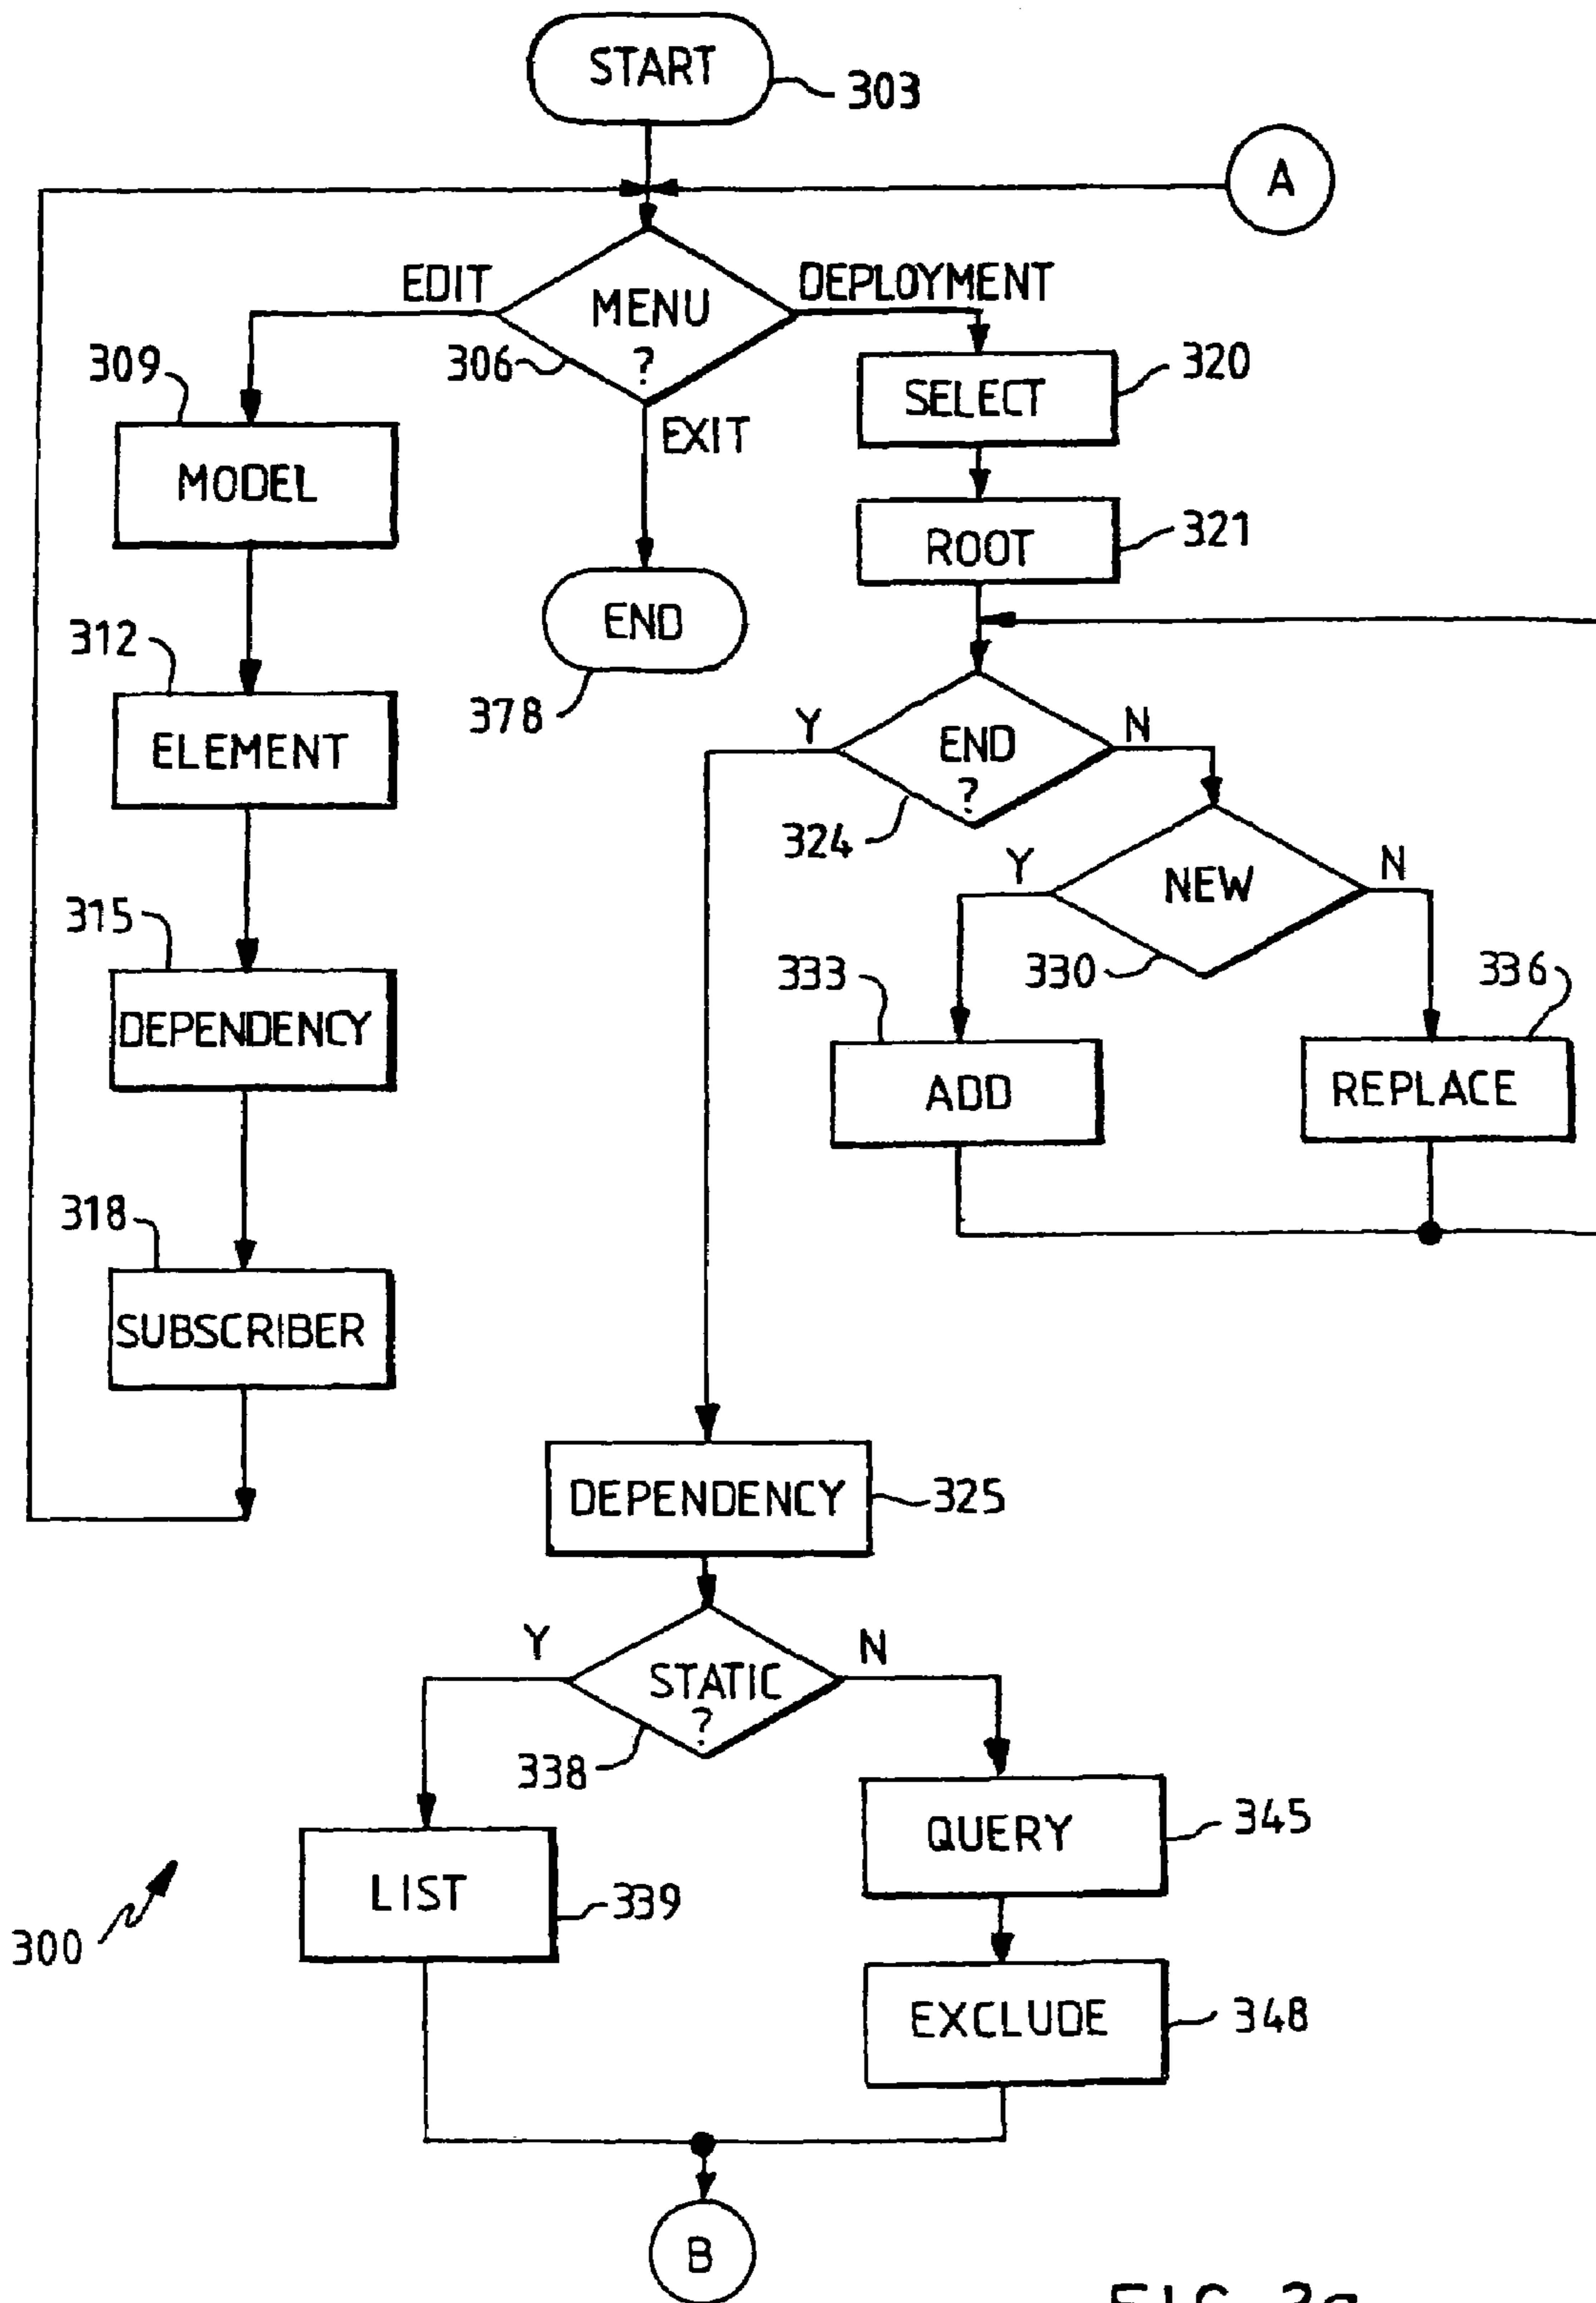 START
303
A
EDIT
MENU
?
306
DEPLOYMENT
EXIT
309
MODEL
SELECT
320
ROOT
321
END
378
312
ELEMENT
Y
END
?
N
324
Y
NEW
N
330
315
DEPENDENCY
333
ADD
336
REPLACE
318
SUBSCRIBER
DEPENDENCY
325
Y
STATIC
?
N
338
LIST
339
QUERY
345
EXCLUDE
348
300
B
FIG. 3a